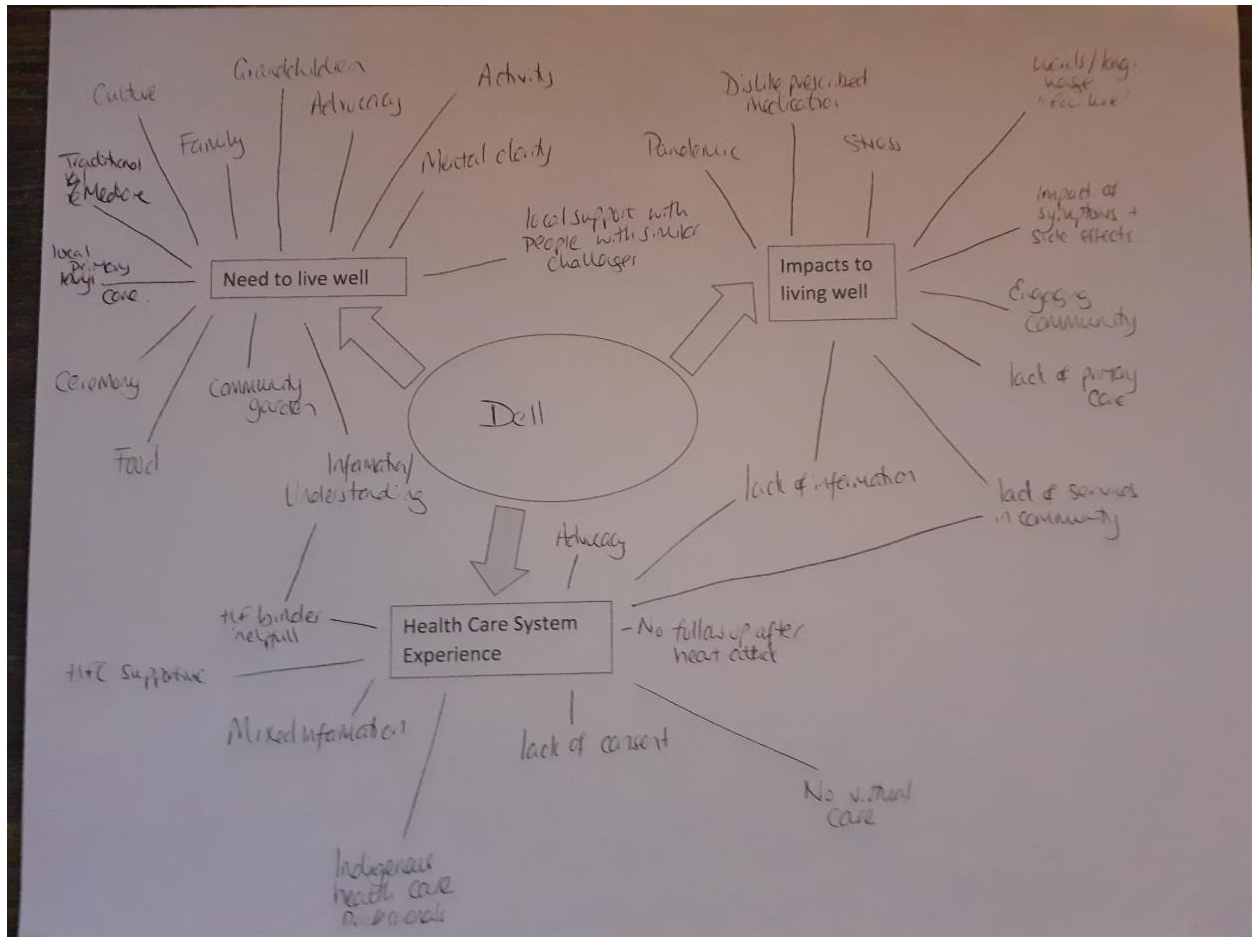 Culture
Grandchildren
Advocacy
Activity
Family
Mental clarity
Traditional
Medicine
local
primary
care.
local support with
people with similar
challenges
Need to live well
Ceremony
Community
garden
Food
Information/
Understanding
Dislike prescribed
medication
Pandemic
Stress
Impact of
symptoms +
side effects
Impacts to
living well
Engaging
community
lack of primary
care
lack of information
lack of services
in community
Dell
Advocacy
HF binder
helpfull
Health Care System
Experience
- No follow up after
heart attack
HFC supportive
Mixed information
lack of consent
No virtual
care
Indigenous
health care